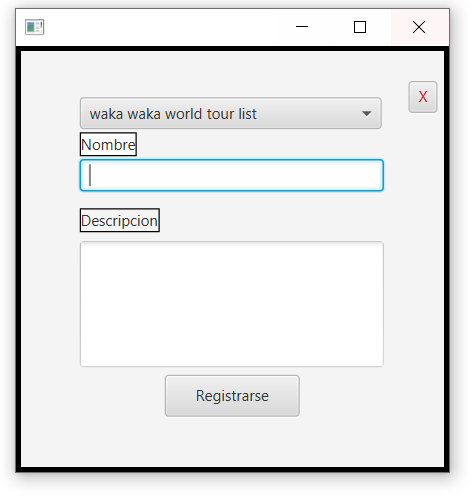 X
waka waka world tour list
Nombre
Descripcion
Registrarse